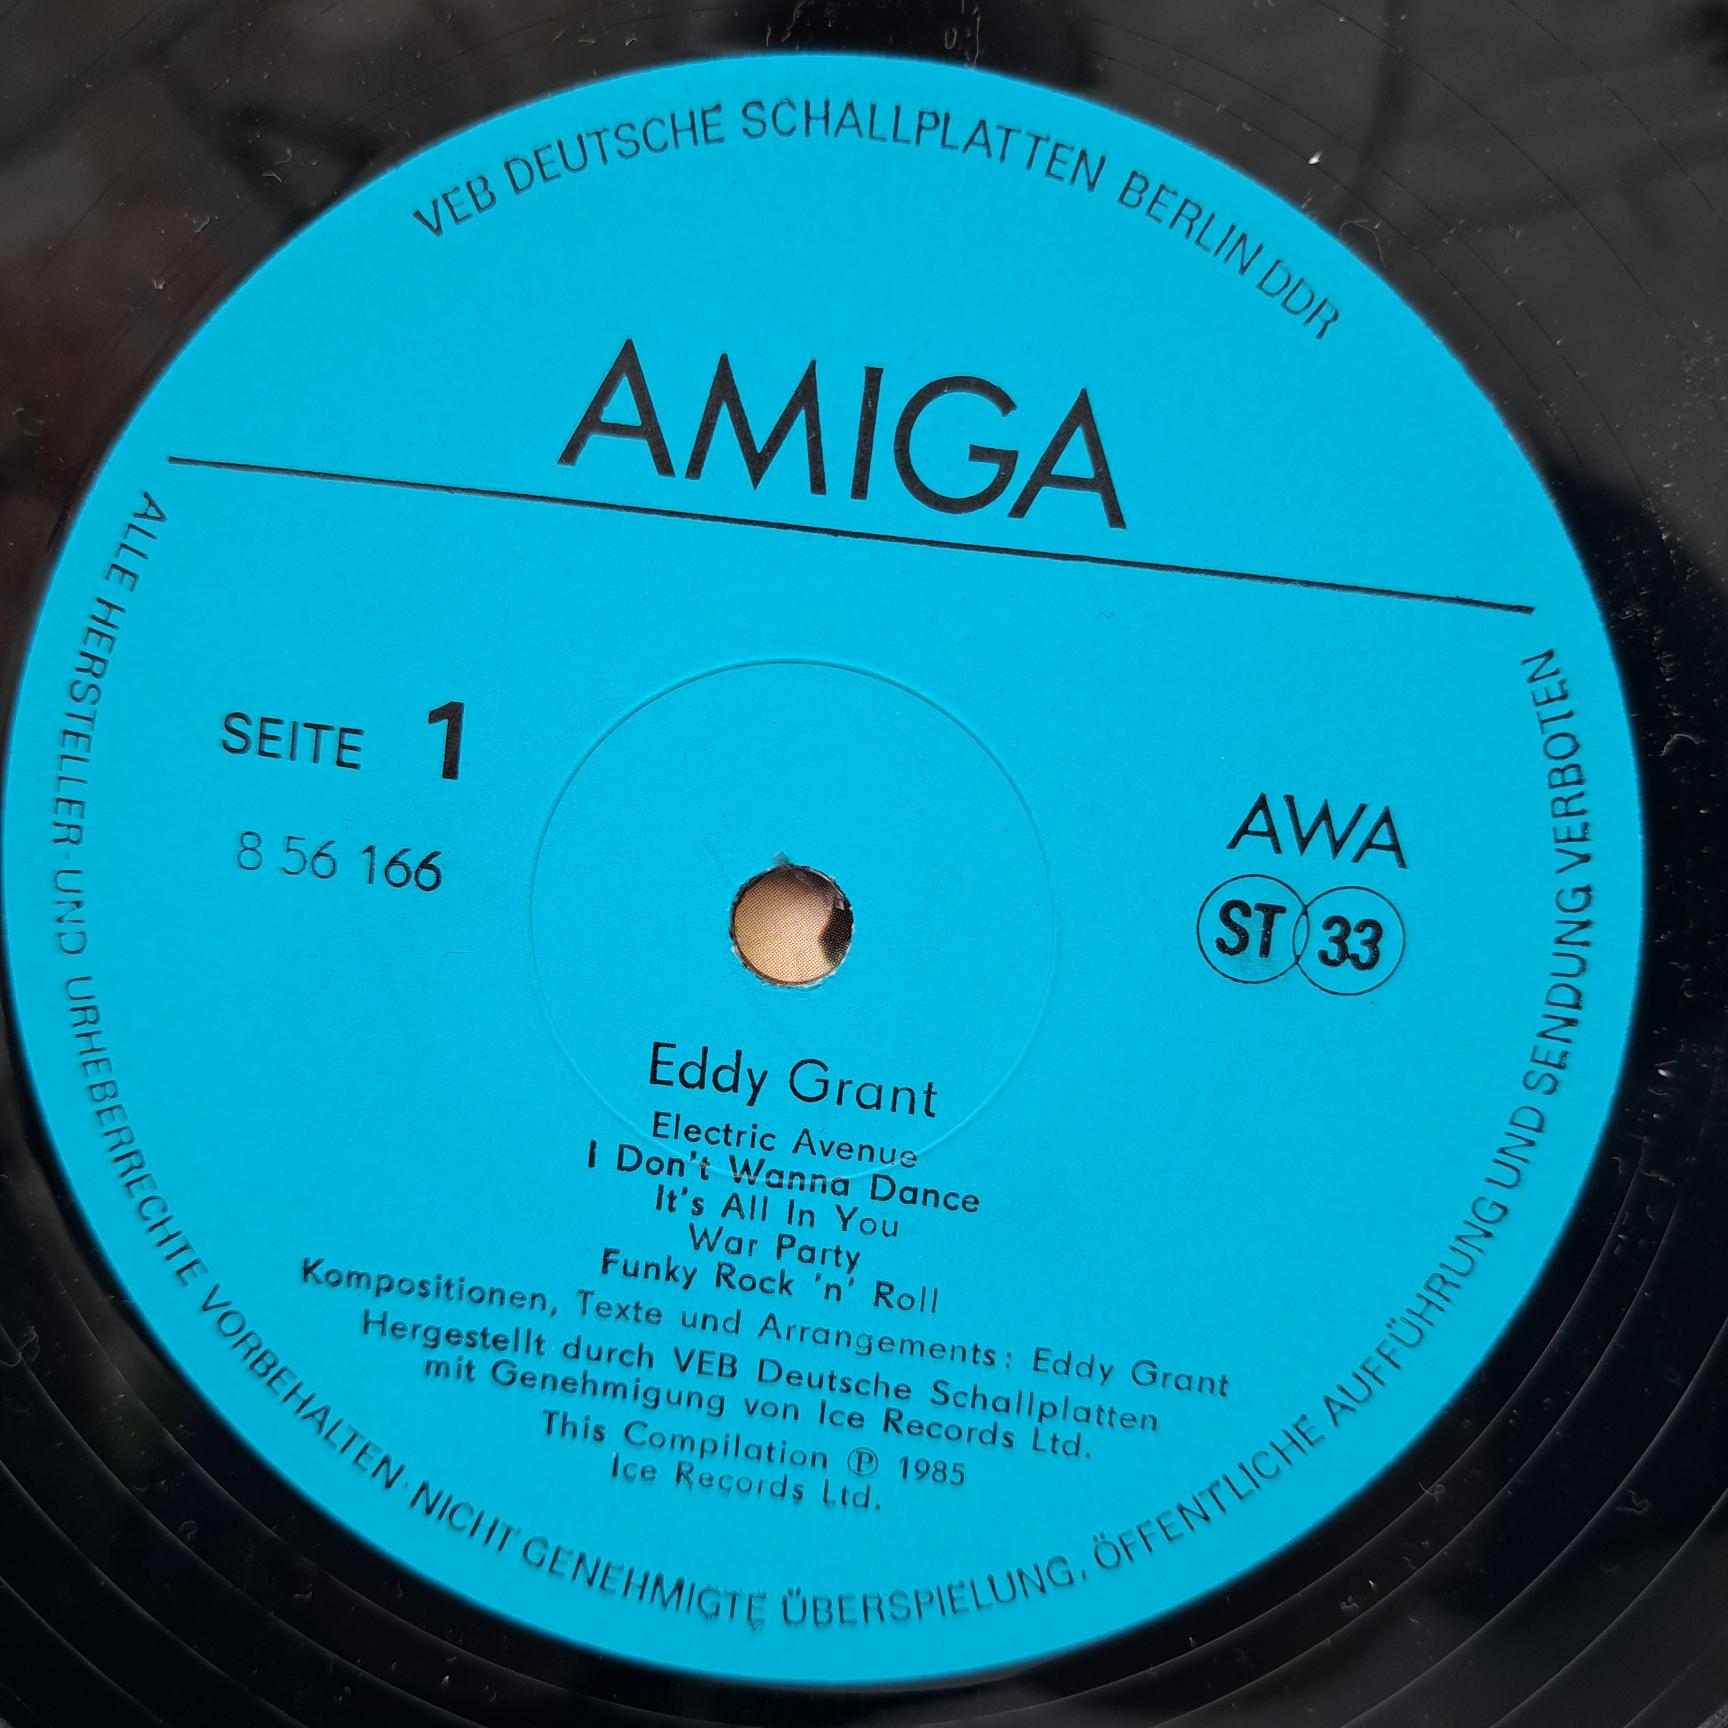 VEB DEUTSCHE SCHALLPLATTEN BERLIN DDR
AMIGA
SEITE 1
8 56 166
AWA
ST 33
Eddy Grant
Electric Avenue
I Don't Wanna Dance
It's All In You
War Party
Funky Rock 'n' Roll
Kompositionen, Texte und Arrangements: Eddy Grant
Hergestellt durch VEB Deutsche Schallplatten
mit Genehmigung von Ice Records Ltd.
This Compilation Ⓟ 1985
Ice Records Ltd.
ALLE HERSTELLER- UND URHEBERRECHTE VORBEHALTEN · NICHT GENEHMIGTE ÜBERSPIELUNG, ÖFFENTLICHE AUFFÜHRUNG UND SENDUNG VERBOTEN